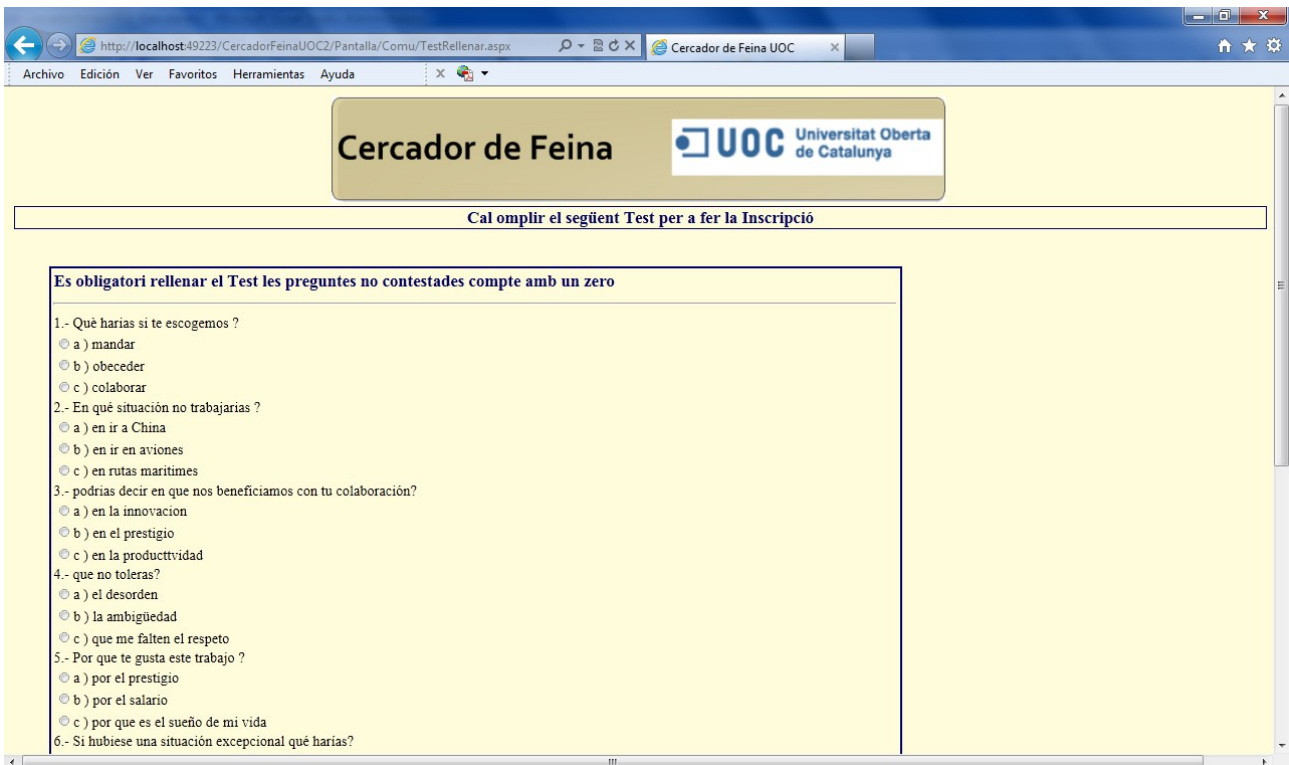 http://localhost:49223/CercadorFeinaUOC2/Pantalla/Comu/TestRellenar.aspx
Cercador de Feina UOC
Archivo Edición Ver Favoritos Herramientas Ayuda
Cercador de Feina
UOC Universitat Oberta
de Catalunya
Cal omplir el següent Test per a fer la Inscripció
Es obligatori rellenar el Test les preguntes no contestades compte amb un zero
1.- Què harias si te escogemos ?
a ) mandar
b ) obeceder
c ) colaborar
2.- En qué situación no trabajarias ?
a ) en ir a China
b ) en ir en aviones
c ) en rutas maritimes
3.- podrias decir en que nos beneficiamos con tu colaboración?
a ) en la innovacion
b ) en el prestigio
c ) en la producttvidad
4.- que no toleras?
a ) el desorden
b ) la ambigüedad
c ) que me falten el respeto
5.- Por que te gusta este trabajo ?
a ) por el prestigio
b ) por el salario
c ) por que es el sueño de mi vida
6.- Si hubiese una situación excepcional qué harías?